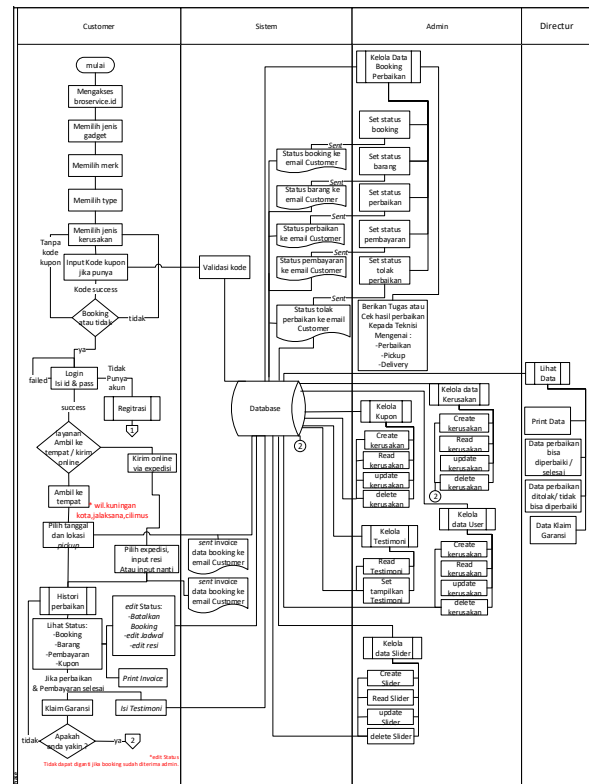 Customer
Sistem
Admin
Directur
mulai
Mengakses
broservice.id
Memilih jenis
gadget
Memilih merk
Memilih type
Memilih jenis
kerusakan
Tanpa
kode
kupon
Input Kode kupon
jika punya
Kode success
Booking
atau tidak
tidak
ya
Login
Isi id & pass
failed
Tidak
Punya
akun
success
Regitrasi
1
layanan
Ambil ke
tempat / kirim
online
Kirim online
via expedisi
Ambil ke
tempat
* wil.kuningan
kota,jalaksana,cilimus
Pilih tanggal
dan lokasi
pickup
Pilih expedisi,
input resi
Atau input nanti
Histori
perbaikan
Lihat Status:
-Booking
-Barang
-Pembayaran
-Kupon
edit Status:
-Batalkan
Booking
-edit Jadwal
-edit resi
Print Invoice
Jika perbaikan
& Pembayaran selesai
Klaim Garansi
Isi Testimoni
Apakah
anda yakin,?
tidak
ya
2
*edit Status
Tidak dapat diganti jika booking sudah diterima admin.
Validasi kode
Sent
Status booking ke
email Customer
Sent
Status barang ke
email Customer
Sent
Status perbaikan
ke email Customer
Sent
Status pembayaran
ke email Customer
Sent
Status tolak
perbaikan ke email
Customer
Database
2
sent invoice
data booking ke
email Customer
sent invoice
data booking ke
email Customer
Kelola Data
Booking
Perbaikan
Set status
booking
Set status
barang
Set status
perbaikan
Set status
pembayaran
Set status
tolak
perbaikan
Berikan Tugas atau
Cek hasil perbaikan
Kepada Teknisi
Mengenai :
-Perbaikan
-Pickup
-Delivery
Kelola
Kupon
Create
kerusakan
Read
kerusakan
update
kerusakan
delete
kerusakan
Kelola data
Kerusakan
Create
kerusakan
Read
kerusakan
update
kerusakan
delete
kerusakan
2
Kelola
Testimoni
Read
Testimoni
Set
tampilkan
Testimoni
Kelola
data User
Create
kerusakan
Read
kerusakan
update
kerusakan
delete
kerusakan
Kelola
data Slider
Create
Slider
Read Slider
update
Slider
delete Slider
Lihat
Data
Print Data
Data perbaikan
bisa
diperbaiki/
selesai
Data perbaikan
ditolak/ tidak
bisa diperbiki
Data Klaim
Garansi